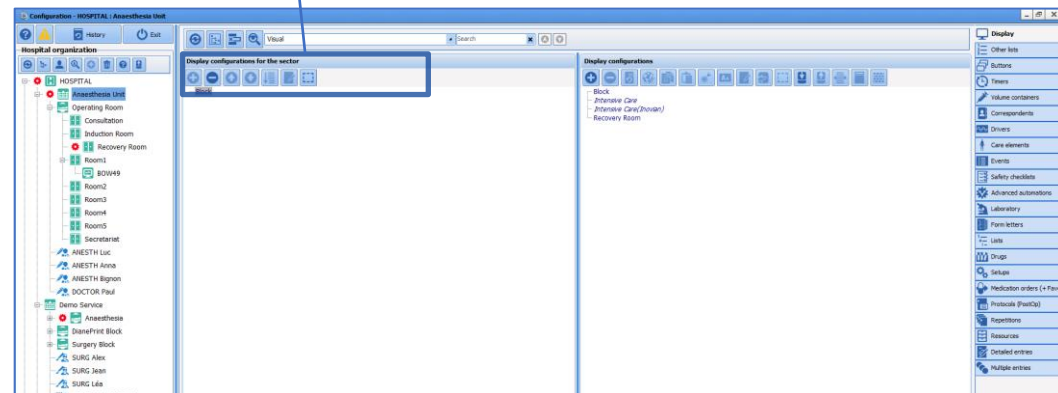 Configuration - HOSPITAL : Anaesthesia Unit
History
Exit
Visual
Search
Hospital organization
HOSPITAL
Anaesthesia Unit
Operating Room
Consultation
Induction Room
Recovery Room
Room1
BOW49
Room2
Room3
Room4
Room5
Secretariat
ANESTH Luc
ANESTH Anna
ANESTH Bignon
DOCTOR Paul
Demo Service
Anaesthesia
DianePrint Block
Surgery Block
SURG Alex
SURG Jean
SURG Léa
Display configurations for the sector
Block
Display configurations
Block
Intensive Care
Intensive Care(Inovian)
Recovery Room
Display
Other lists
Buttons
Timers
Volume containers
Correspondents
Drivers
Care elements
Events
Safety checklists
Advanced automations
Laboratory
Form letters
Lists
Drugs
Setups
Medication orders (+ Fav
Protocols (PostOp)
Repetitions
Resources
Detailed entries
Multiple entries